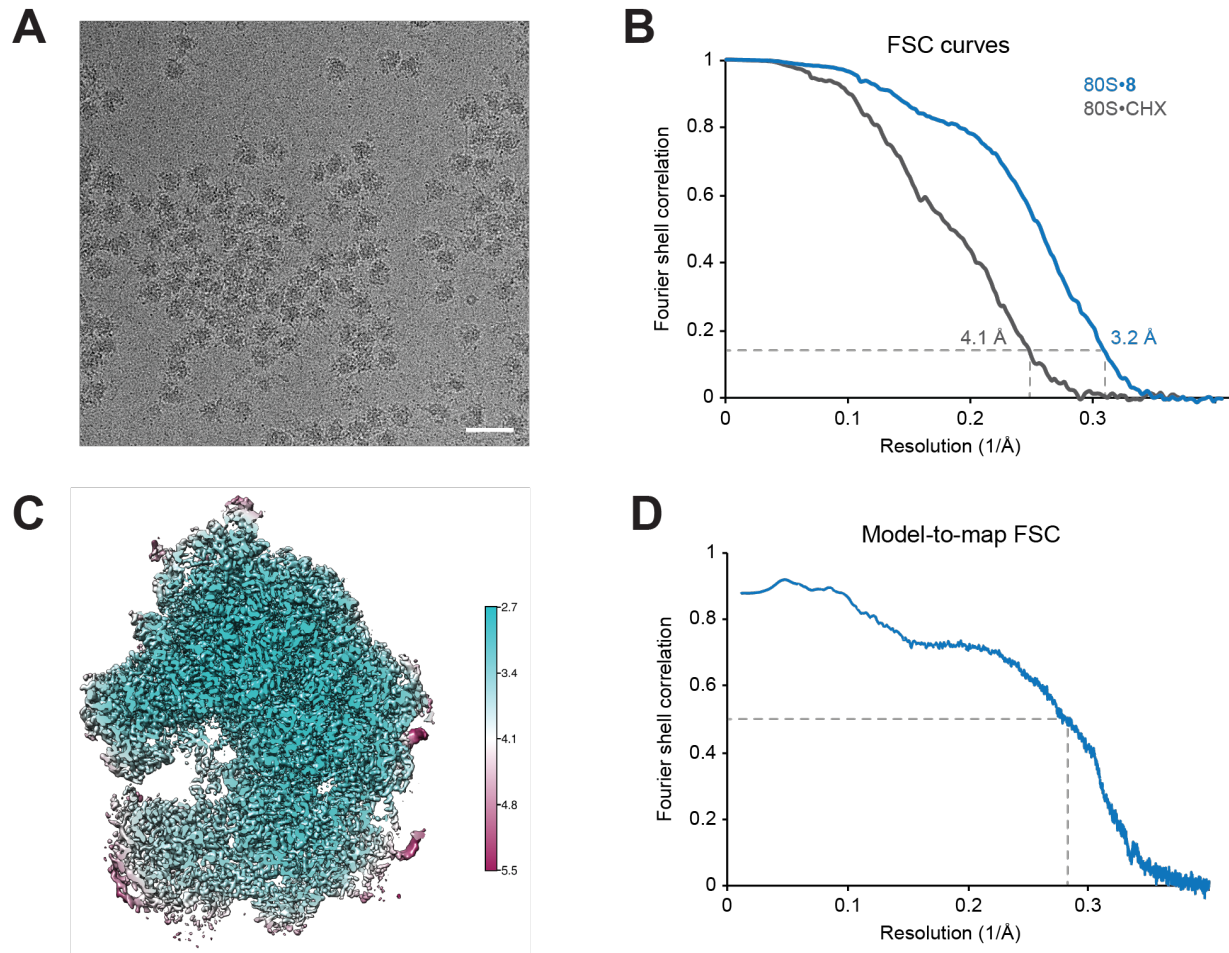 A
B
FSC curves
80S•8
80S•CHX
1
0.8
0.6
0.4
0.2
0
Fourier shell correlation
4.1 Å
3.2 Å
0
0.1
0.2
0.3
Resolution (1/Å)
C
2.7
3.4
4.1
4.8
5.5
D
Model-to-map FSC
1
0.8
0.6
0.4
0.2
0
Fourier shell correlation
0
0.1
0.2
0.3
Resolution (1/Å)